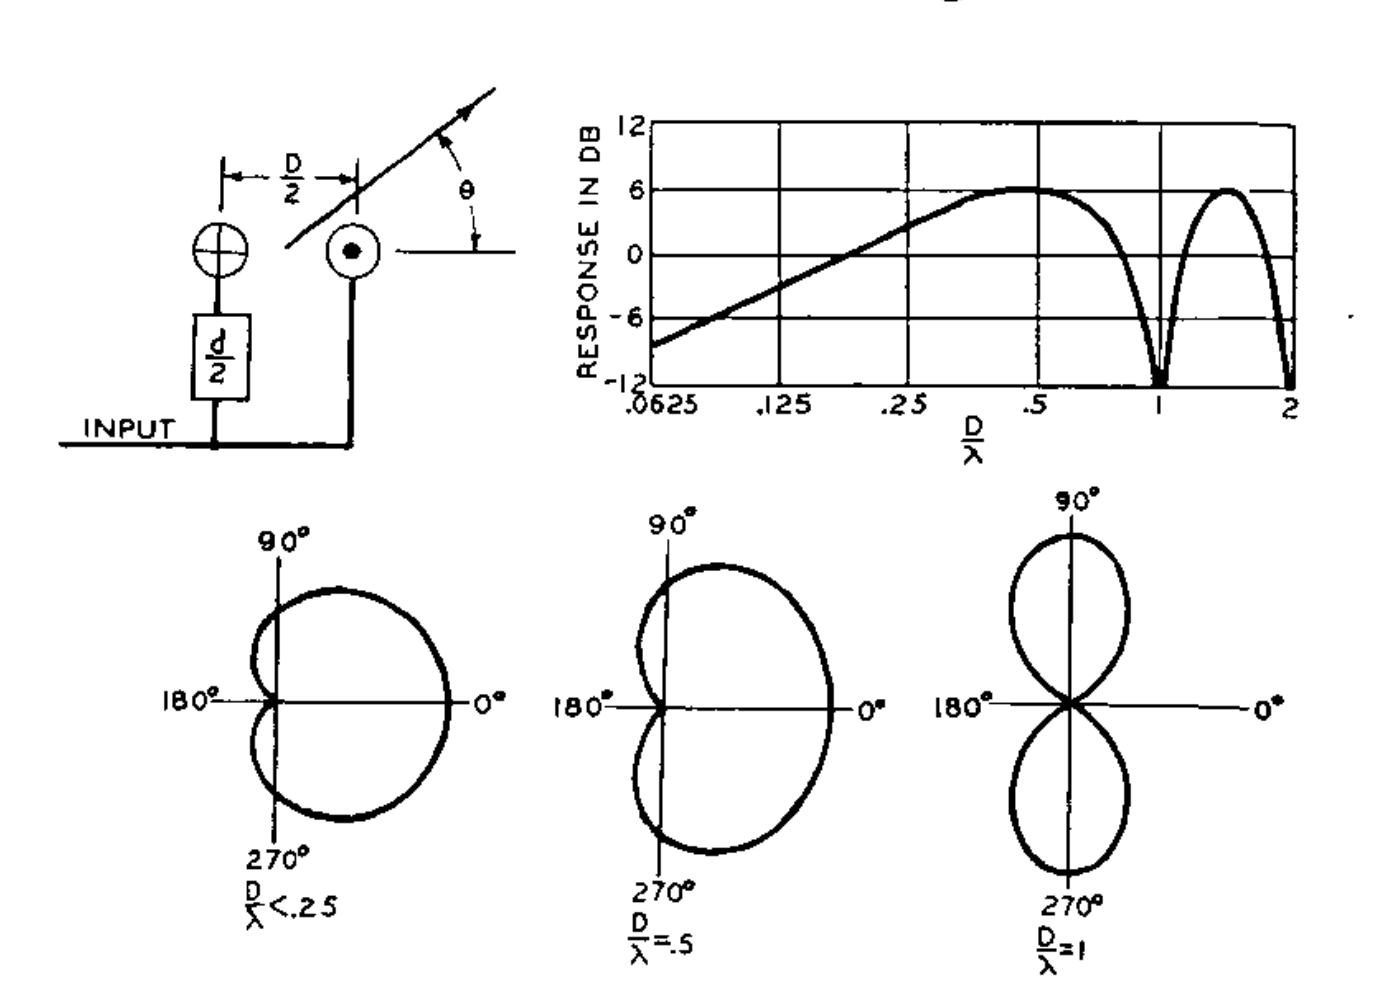 D/2
θ
d/2
INPUT
RESPONSE IN DB
12
6
0
-6
-12
.0625 .125 .25 .5 1 2
D/λ
90°
180° 0°
270°
D/λ <.25
90°
180° 0°
270°
D/λ =.5
90°
180° 0°
270°
D/λ =1